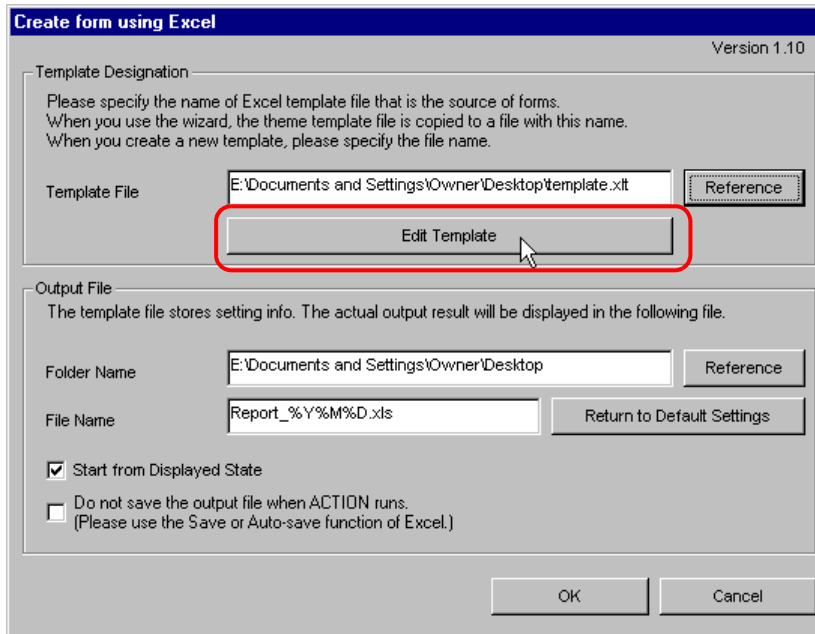 Create form using Excel
Version 1.10
Template Designation
Please specify the name of Excel template file that is the source of forms.
When you use the wizard, the theme template file is copied to a file with this name.
When you create a new template, please specify the file name.
Template File
E:\Documents and Settings\Owner\Desktop\template.xlt
Reference
Edit Template
Output File
The template file stores setting info. The actual output result will be displayed in the following file.
Folder Name
E:\Documents and Settings\Owner\Desktop
Reference
File Name
Report_%Y%M%D.xls
Return to Default Settings
Start from Displayed State
Do not save the output file when ACTION runs.
(Please use the Save or Auto-save function of Excel.)
OK
Cancel